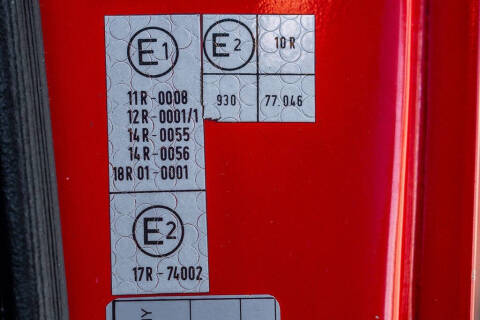 E1
11R-0008
12R-0001/1
14R-0055
14R-0056
18R 01-0001
E2
10R
930
77.046
E2
17R-74002